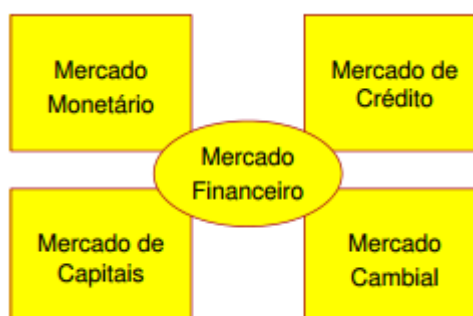 Mercado
Monetário
Mercado de
Crédito
Mercado
Financeiro
Mercado de
Capitais
Mercado
Cambial